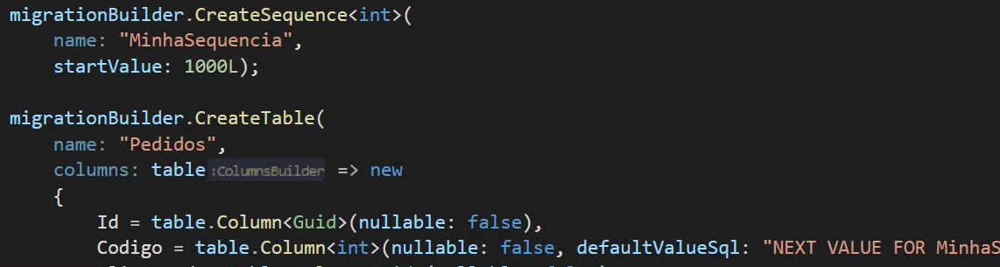 migrationBuilder.CreateSequence<int>(
    name: "MinhaSequencia",
    startValue: 1000L);

migrationBuilder.CreateTable(
    name: "Pedidos",
    columns: table :ColumnsBuilder => new
    {
        Id = table.Column<Guid>(nullable: false),
        Codigo = table.Column<int>(nullable: false, defaultValueSql: "NEXT VALUE FOR MinhaS